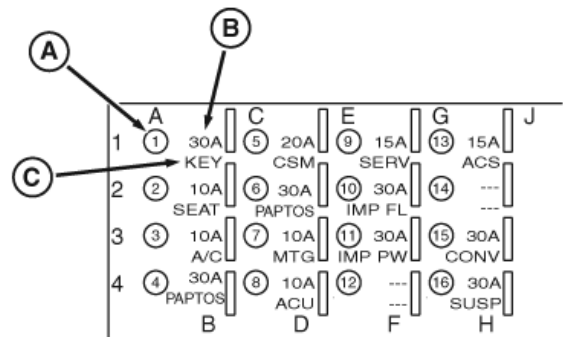 B
A
C
A C E G J
1 ① 30A ⑤ 20A ⑨ 15A ⑬ 15A
KEY CSM SERV ACS
2 ② 10A ⑥ 30A ⑩ 30A ⑭ ---
SEAT PAPTOS IMP FL ---
3 ③ 10A ⑦ 10A ⑪ 30A ⑮ 30A
A/C MTG IMP PW CONV
4 ④ 30A ⑧ 10A ⑫ --- ⑯ 30A
PAPTOS ACU --- SUSP
B D F H